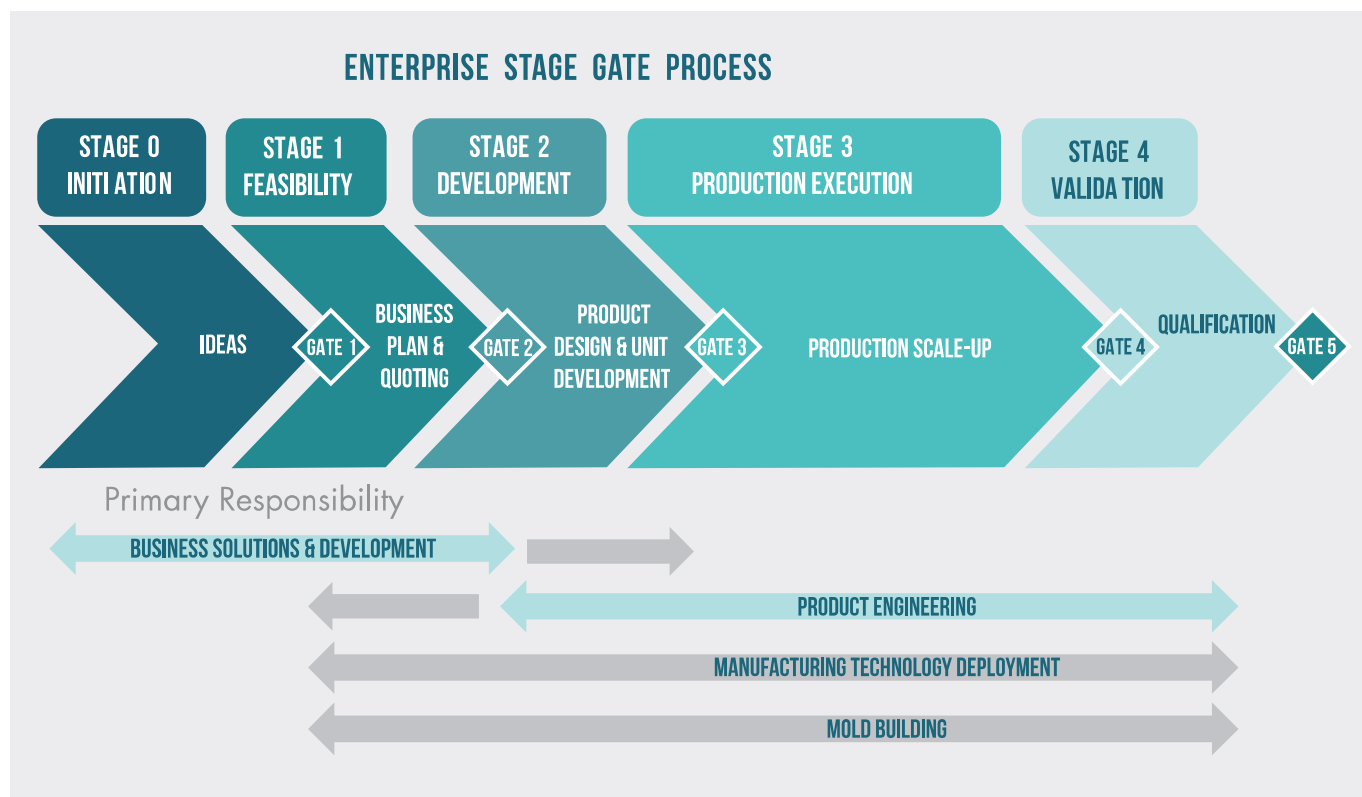 ENTERPRISE STAGE GATE PROCESS
STAGE 0
INITI ATION
STAGE 1
FEASIBILITY
STAGE 2
DEVELOPMENT
STAGE 3
PRODUCTION EXECUTION
STAGE 4
VALIDA TION
IDEAS
GATE 1
BUSINESS
PLAN &
QUOTING
GATE 2
PRODUCT
DESIGN & UNIT
DEVELOPMENT
GATE 3
PRODUCTION SCALE-UP
GATE 4
QUALIFICATION
GATE 5
Primary Responsibility
BUSINESS SOLUTIONS & DEVELOPMENT
PRODUCT ENGINEERING
MANUFACTURING TECHNOLOGY DEPLOYMENT
MOLD BUILDING